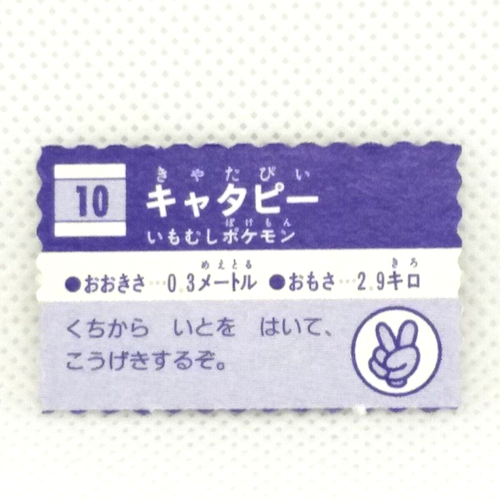 10
きゃたぴい
キャタピー
ぽけもん
いもむしポケモン
めえとる きろ
●おおきさ…0.3メートル ●おもさ…2.9キロ
くちから いとを はいて、
こうげきするぞ。